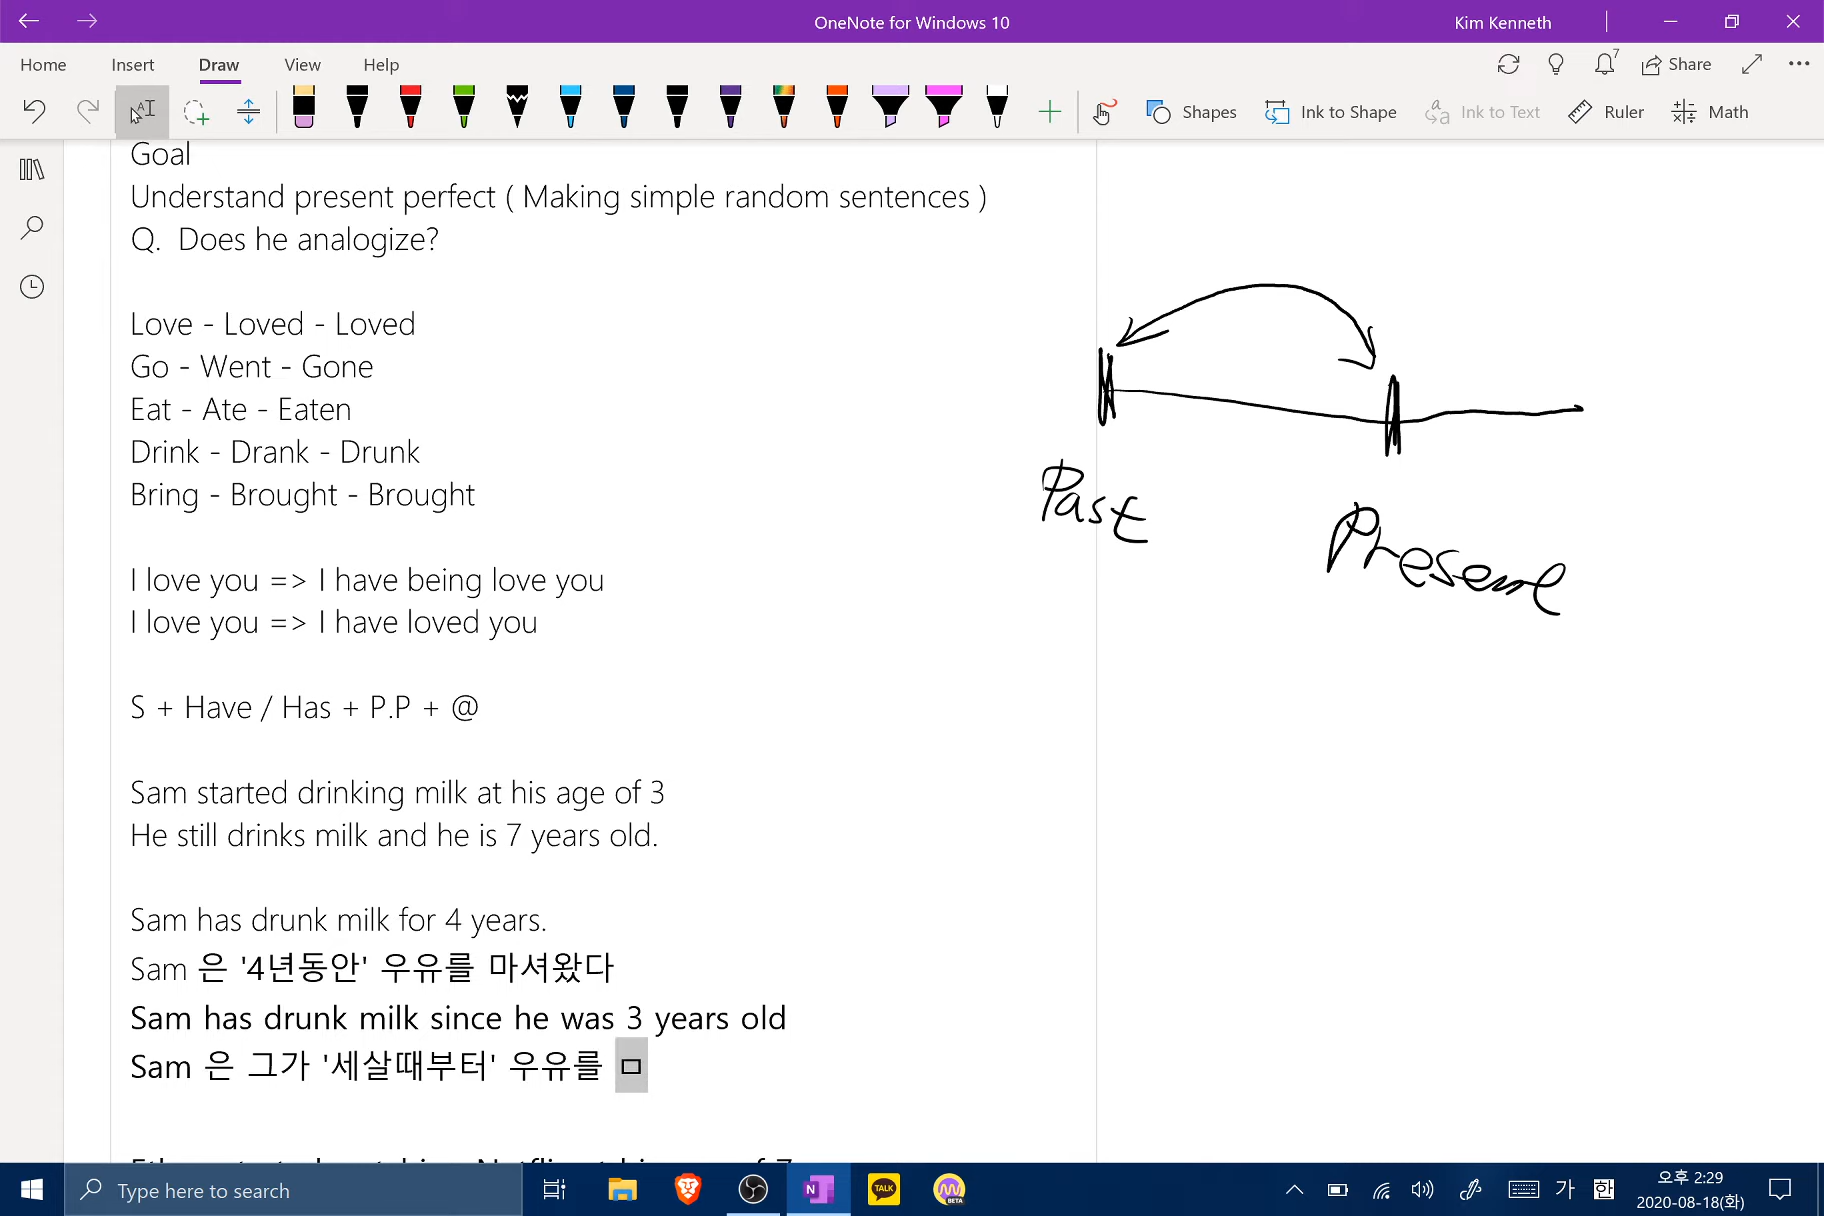 OneNote for Windows 10
Kim Kenneth
Home Insert Draw View Help
7
Share
Shapes Ink to Shape Ink to Text Ruler Math
Goal
Understand present perfect ( Making simple random sentences )
Q. Does he analogize?
Love - Loved - Loved
Go - Went - Gone
Eat - Ate - Eaten
Drink - Drank - Drunk
Bring - Brought - Brought
I love you => I have being love you
I love you => I have loved you
S + Have / Has + P.P + @
Sam started drinking milk at his age of 3
He still drinks milk and he is 7 years old.
Sam has drunk milk for 4 years.
Sam 은 '4년동안' 우유를 마셔왔다
Sam has drunk milk since he was 3 years old
Sam 은 그가 '세살때부터' 우유를 ㅁ
Past
Present
Type here to search
N
TALK
BETA
가
한
오후 2:29
2020-08-18(화)